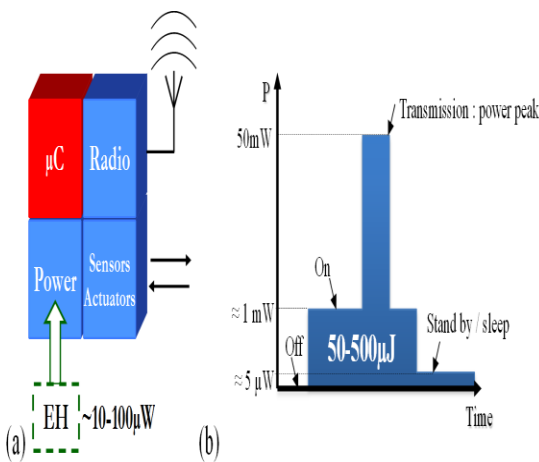 µC
Radio
Power
Sensors
Actuators
EH
~10-100µW
(a)
P
50mW
Transmission : power peak
On
≈ 1 mW
Off
50-500µJ
Stand by / sleep
≈ 5 µW
Time
(b)